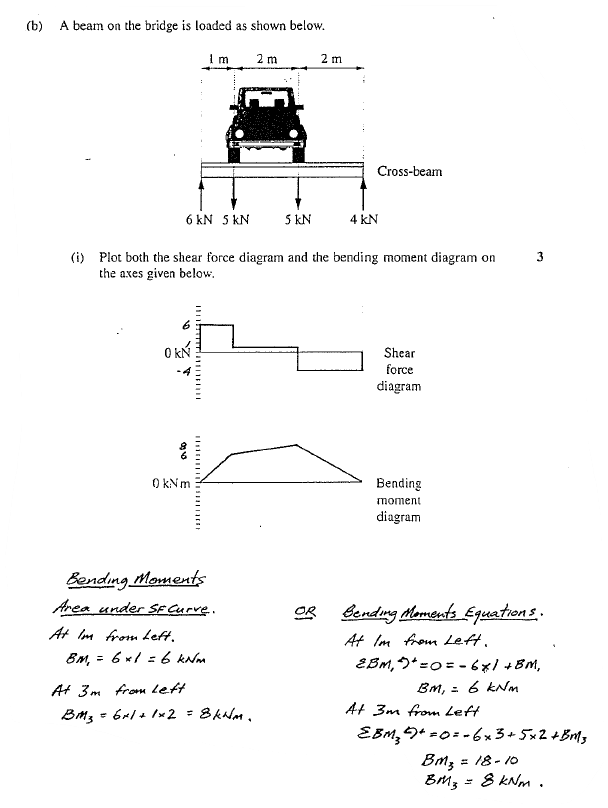 (b) A beam on the bridge is loaded as shown below.
1 m 2 m 2 m
Cross-beam
6 kN 5 kN 5 kN 4 kN
(i) Plot both the shear force diagram and the bending moment diagram on 3
the axes given below.
6
1
0 kN Shear
-4 force
diagram
8
6
0 kNm Bending
moment
diagram
Bending Moments
Area under SF Curve. OR Bending Moments Equations.
At 1m from Left.
BM₁ = 6×1 = 6 kNm
At 3m from Left
BM₃ = 6×1 + 1×2 = 8kNm.
At 1m from Left.
ΣBM₁ ↶+ = 0 = -6×1 + BM₁
BM₁ = 6 kNm
At 3m from Left
ΣBM₃ ↶+ = 0 = -6×3 + 5×2 + BM₃
BM₃ = 18-10
BM₃ = 8 kNm.